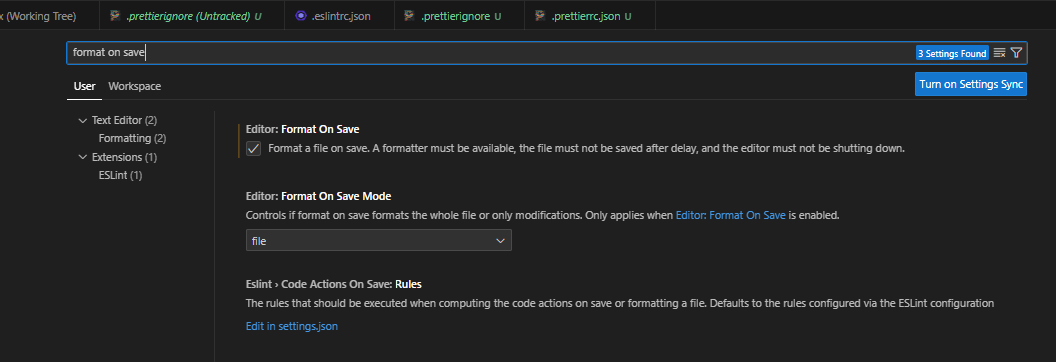 x (Working Tree) .prettierignore (Untracked) U .eslintrc.json .prettierignore U .prettierrc.json U
format on save 3 Settings Found
User Workspace Turn on Settings Sync
Text Editor (2)
Formatting (2)
Extensions (1)
ESLint (1)
Editor: Format On Save
Format a file on save. A formatter must be available, the file must not be saved after delay, and the editor must not be shutting down.
Editor: Format On Save Mode
Controls if format on save formats the whole file or only modifications. Only applies when Editor: Format On Save is enabled.
file
Eslint › Code Actions On Save: Rules
The rules that should be executed when computing the code actions on save or formatting a file. Defaults to the rules configured via the ESLint configuration
Edit in settings.json